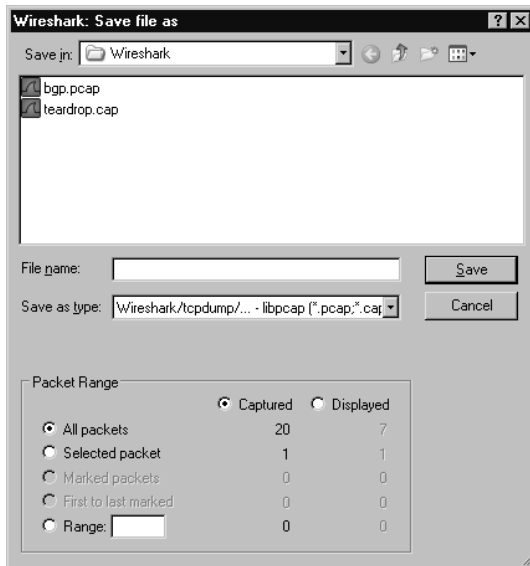 Wireshark: Save file as
Save in: Wireshark
bgp.pcap
teardrop.cap
File name:
Save
Save as type: Wireshark/tcpdump/... - libpcap (*.pcap;*.cap
Cancel
Packet Range
Captured Displayed
All packets 20 7
Selected packet 1 1
Marked packets 0 0
First to last marked 0 0
Range: 0 0